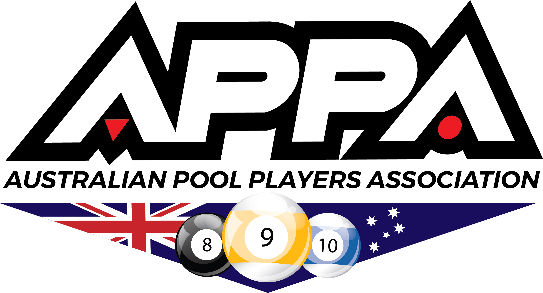 APPA
AUSTRALIAN POOL PLAYERS ASSOCIATION
8 9 10